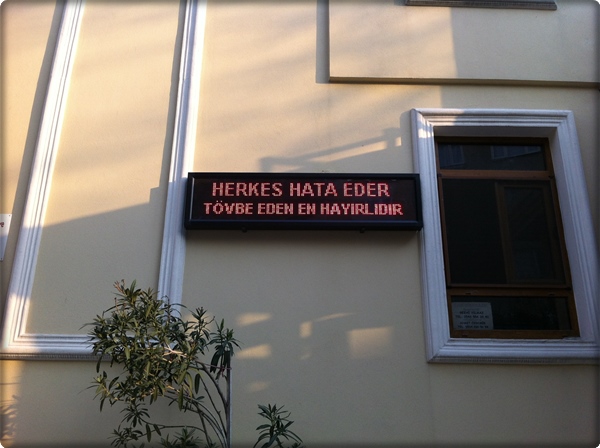 HERKES HATA EDER
TÖVBE EDEN EN HAYIRLIDIR